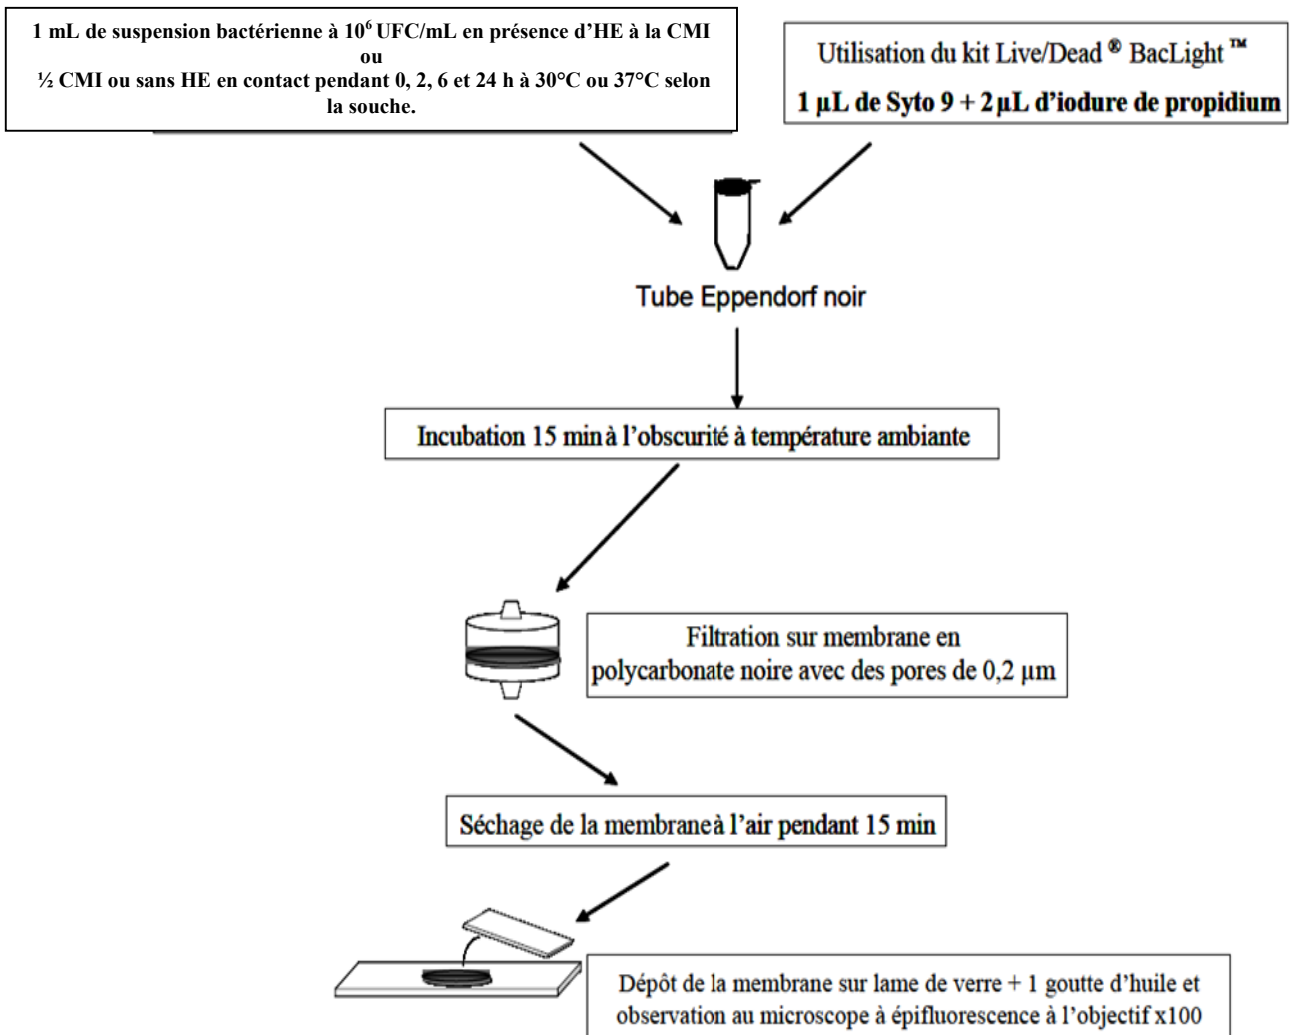 1 mL de suspension bactérienne à 10⁶ UFC/mL en présence d’HE à la CMI
ou
½ CMI ou sans HE en contact pendant 0, 2, 6 et 24 h à 30°C ou 37°C selon
la souche.
Utilisation du kit Live/Dead ® BacLight ™
1 µL de Syto 9 + 2 µL d’iodure de propidium
Tube Eppendorf noir
Incubation 15 min à l’obscurité à température ambiante
Filtration sur membrane en
polycarbonate noire avec des pores de 0,2 µm
Séchage de la membrane à l’air pendant 15 min
Dépôt de la membrane sur lame de verre + 1 goutte d’huile et
observation au microscope à épifluorescence à l’objectif x100